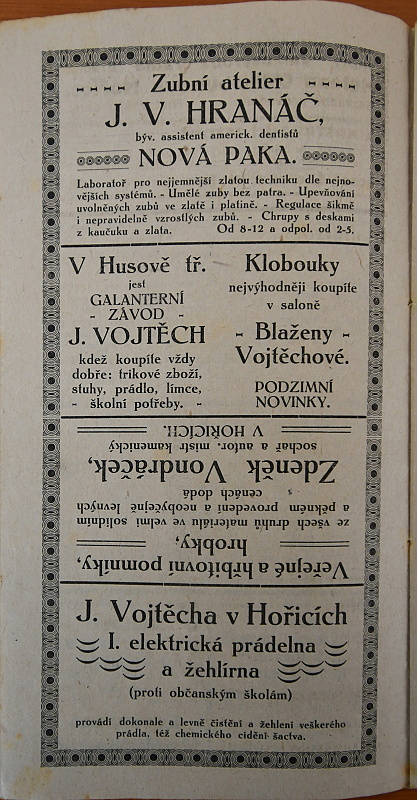 Zubní atelier
J. V. HRANÁČ,
býv. assistent americk. dentistů
NOVÁ PAKA.
Laboratoř pro nejjemnější zlatou techniku dle nejno-
vějších systémů. - Umělé zuby bez patra. - Upevňování
uvolněných zubů ve zlatě i platině. - Regulace šikmě
i nepravidelně vzrostlých zubů. - Chrupy s deskami
z kaučuku a zlata. Od 8-12 a odpol. od 2-5.
V Husově tř.
jest
GALANTERNÍ
- ZÁVOD -
J. VOJTĚCH
kdež koupíte vždy
dobře: trikové zboží,
stuhy, prádlo, límce,
- školní potřeby. -
Klobouky
nejvýhodněji koupíte
v saloně
- Blaženy -
Vojtěchové.
PODZIMNÍ
NOVINKY.
Veřejné a hřbitovní pomníky,
hrobky,
ze všech druhů materiálu ve velmi solidním
a pěkném provedení a neobyčejně levných
cenách dodá
Zdeněk Vondráček,
sochař a autor. mistr kamenický
V HOŘICÍCH.
J. Vojtěcha v Hořicích
I. elektrická prádelna
a žehlírna
(proti občanským školám)
provádí dokonale a levně čistění a žehlení veškerého
prádla, též chemického cídění šactva.